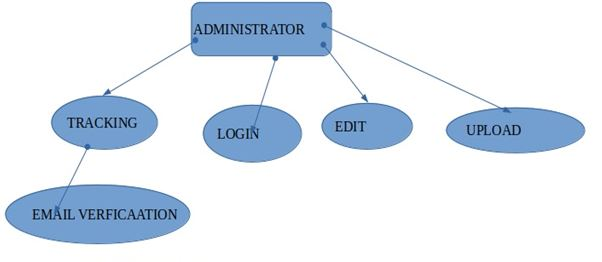 ADMINISTRATOR
TRACKING
LOGIN
EDIT
UPLOAD
EMAIL VERFICAATION